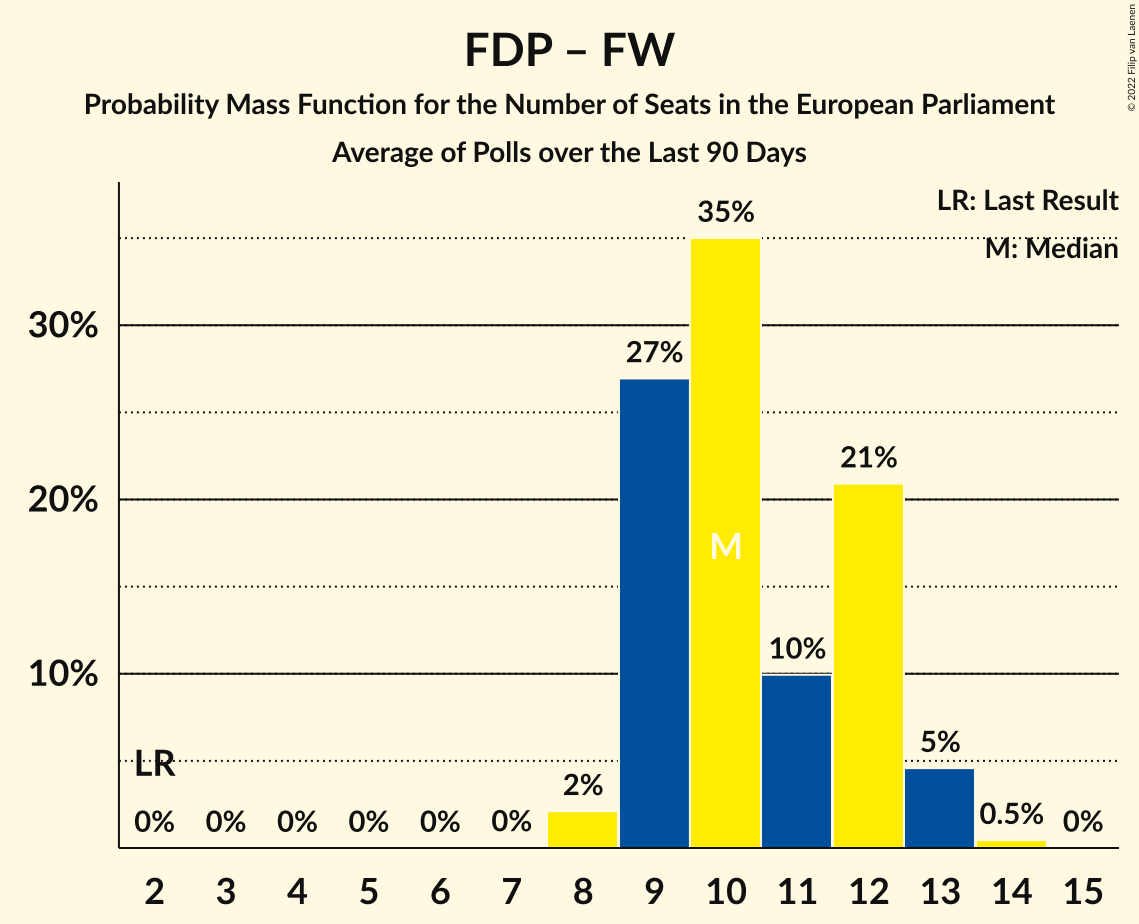 FDP – FW
Probability Mass Function for the Number of Seats in the European Parliament
Average of Polls over the Last 90 Days
© 2022 Filip van Laenen
LR: Last Result
M: Median
35%
30%
27%
21%
20%
M
10%
10%
LR
5%
2%
0% 0% 0% 0% 0% 0% 0.5% 0%
2 3 4 5 6 7 8 9 10 11 12 13 14 15